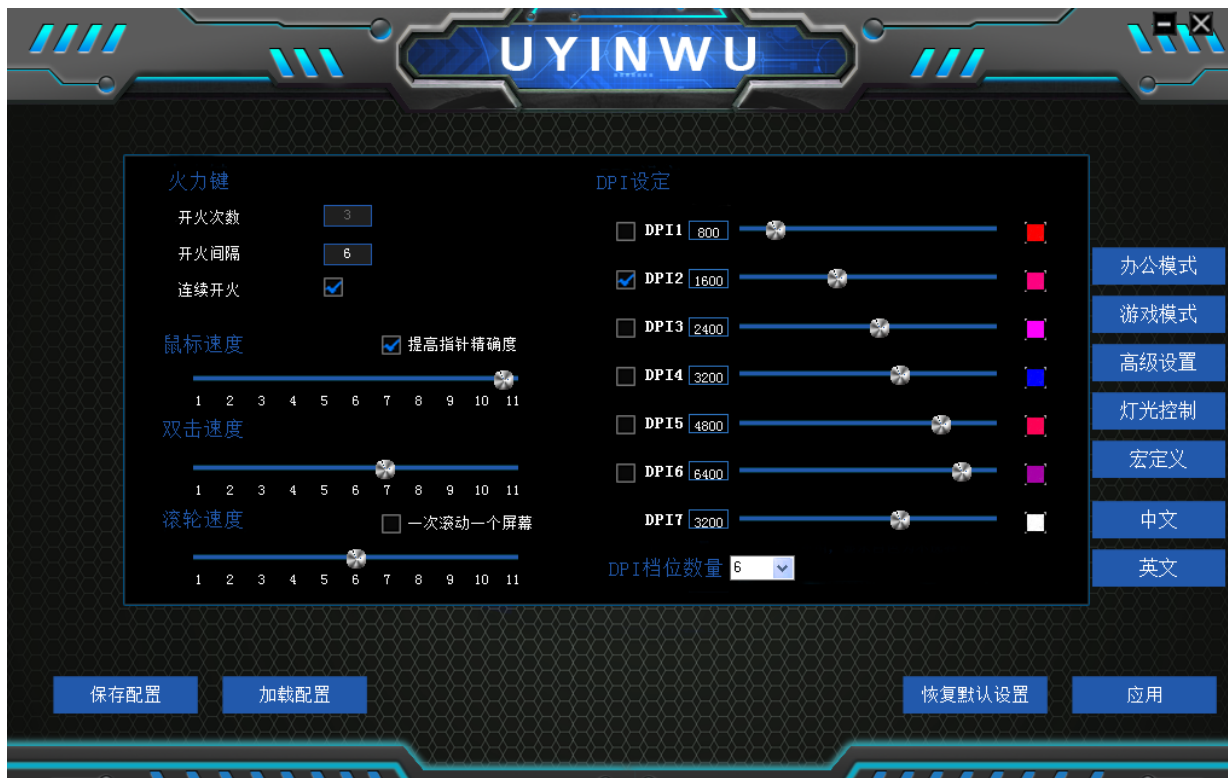 UYINWU
火力键
开火次数 3
开火间隔 6
连续开火
鼠标速度 提高指针精确度
1 2 3 4 5 6 7 8 9 10 11
双击速度
1 2 3 4 5 6 7 8 9 10 11
滚轮速度 一次滚动一个屏幕
1 2 3 4 5 6 7 8 9 10 11
DPI设定
DPI1 800
DPI2 1600
DPI3 2400
DPI4 3200
DPI5 4800
DPI6 6400
DPI7 3200
DPI档位数量 6
办公模式
游戏模式
高级设置
灯光控制
宏定义
中文
英文
保存配置 加载配置 恢复默认设置 应用